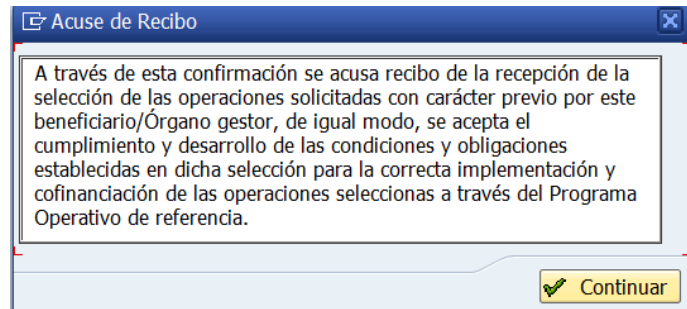 Acuse de Recibo
A través de esta confirmación se acusa recibo de la recepción de la
selección de las operaciones solicitadas con carácter previo por este
beneficiario/Órgano gestor, de igual modo, se acepta el
cumplimiento y desarrollo de las condiciones y obligaciones
establecidas en dicha selección para la correcta implementación y
cofinanciación de las operaciones seleccionas a través del Programa
Operativo de referencia.
Continuar